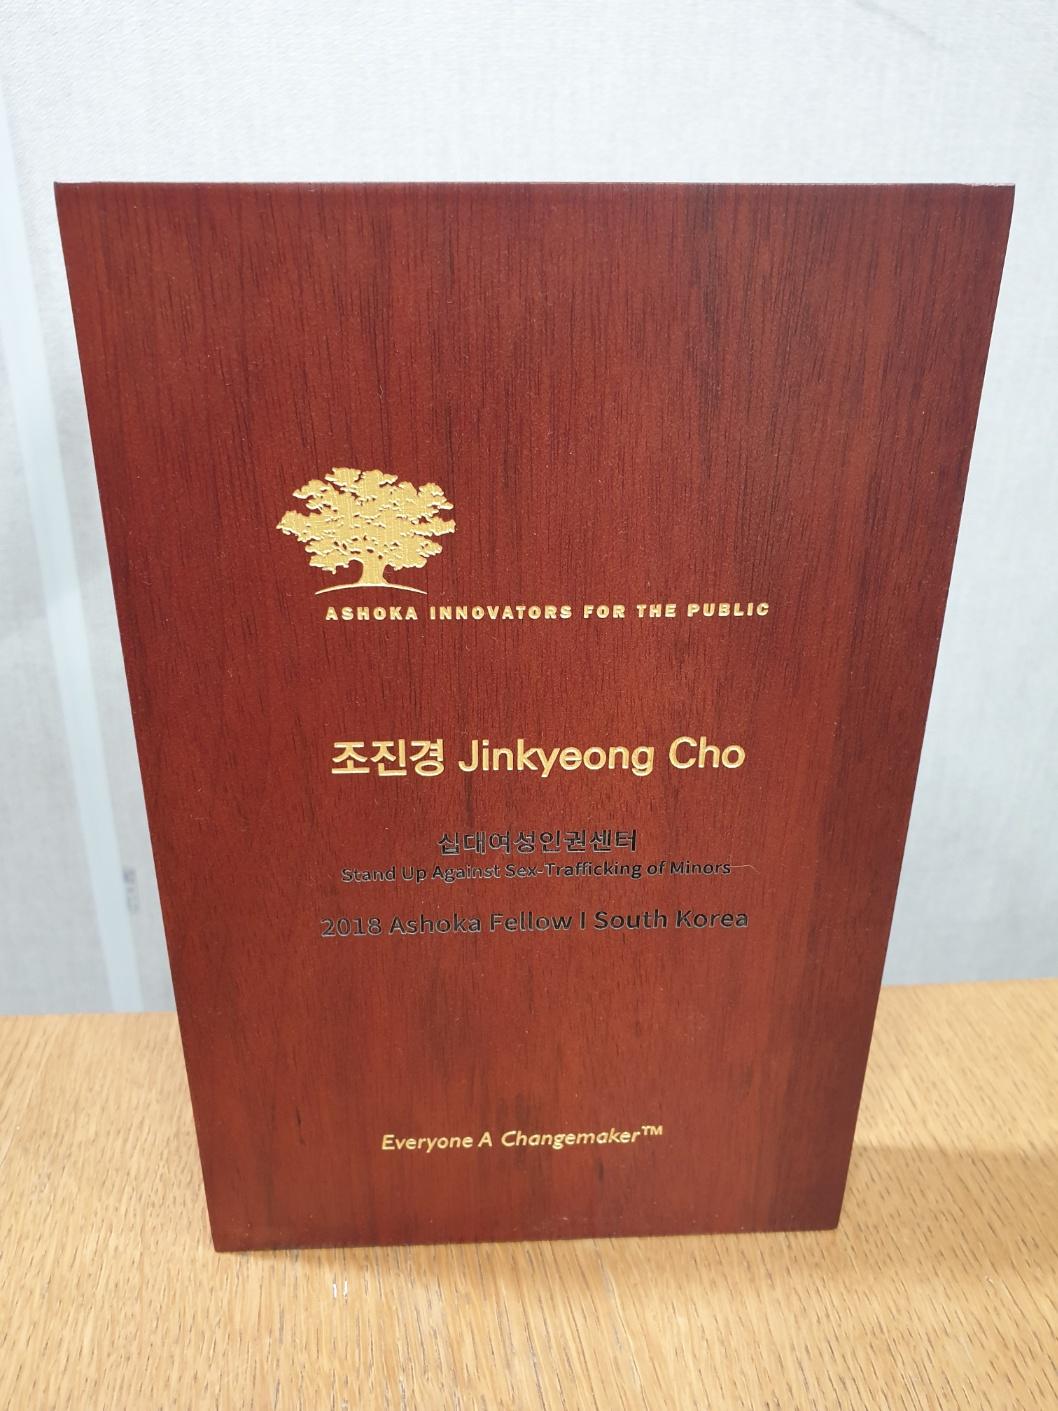 ASHOKA INNOVATORS FOR THE PUBLIC
조진경 Jinkyeong Cho
십대여성인권센터
Stand Up Against Sex-Trafficking of Minors
2018 Ashoka Fellow I South Korea
Everyone A Changemaker™